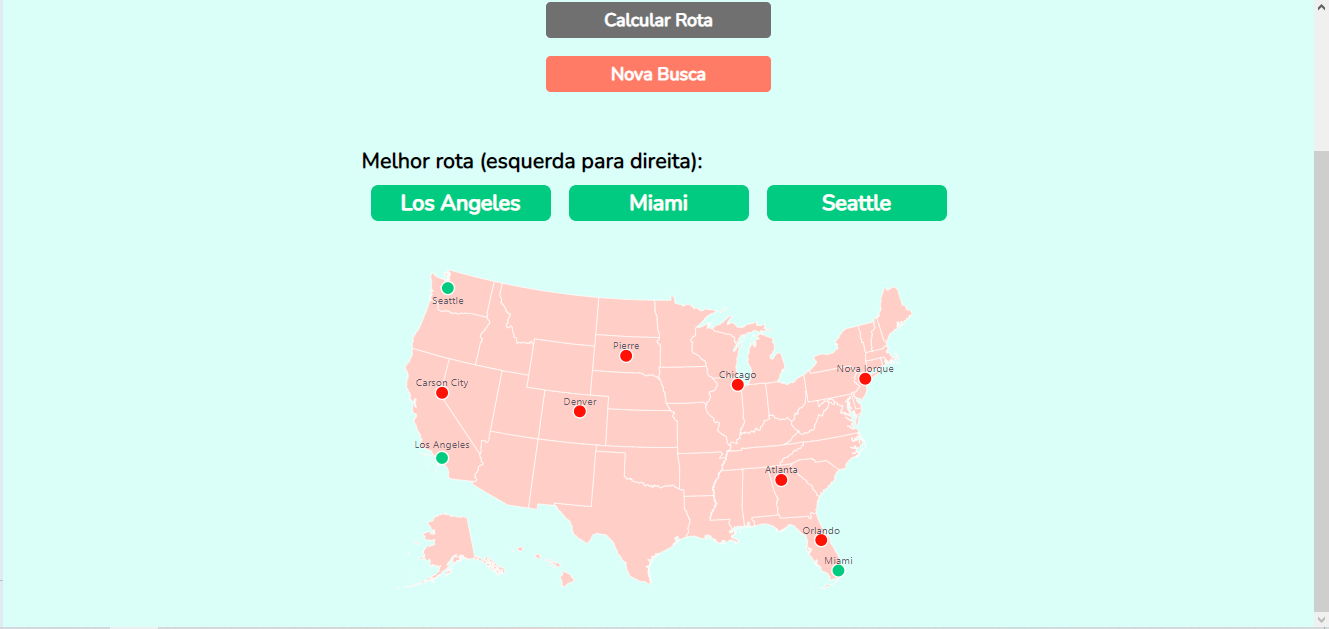 Calcular Rota
Nova Busca
Melhor rota (esquerda para direita):
Los Angeles Miami Seattle
Seattle
Pierre
Nova Iorque
Chicago
Carson City
Denver
Los Angeles
Atlanta
Orlando
Miami